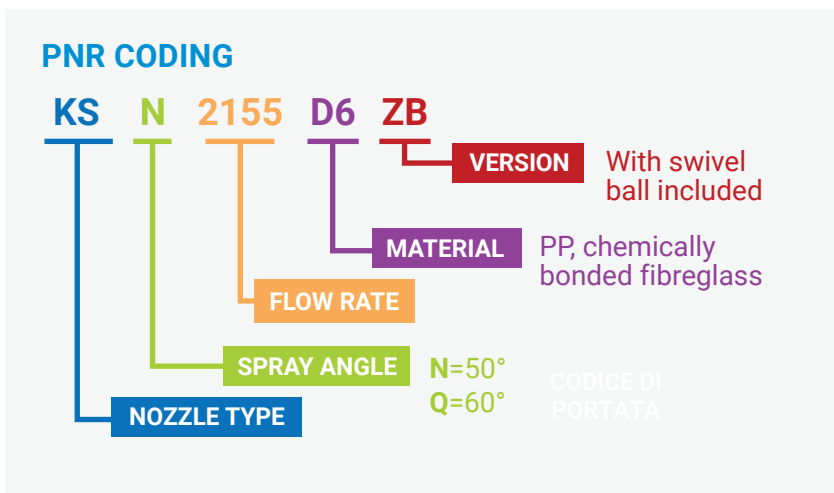 PNR CODING
KS N 2155 D6 ZB
VERSION
With swivel
ball included
MATERIAL
PP, chemically
bonded fibreglass
FLOW RATE
SPRAY ANGLE
N=50°
Q=60°
CODICE DI
PORTATA
NOZZLE TYPE